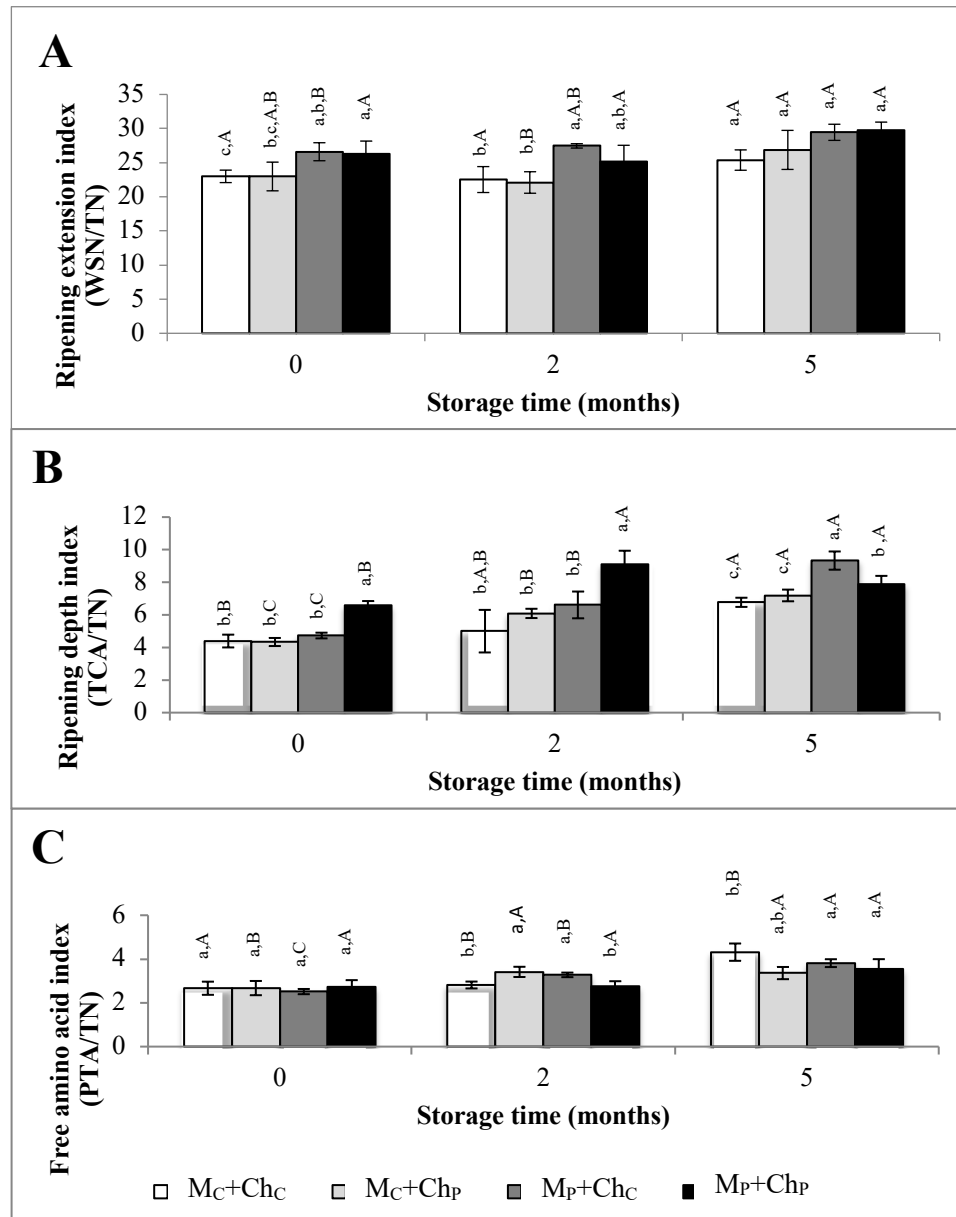 A
Ripening extension index
(WSN/TN)
35
30
25
20
15
10
5
0
c,A
b,c,A,B
a,b,B
a,A
b,A
b,B
a,A,B
a,b,A
a,A
a,A
a,A
a,A
0 2 5
Storage time (months)
B
Ripening depth index
(TCA/TN)
12
10
8
6
4
2
0
b,B
b,C
b,C
a,B
b,A,B
b,B
b,B
a,A
c,A
c,A
a,A
b ,A
0 2 5
Storage time (months)
C
Free amino acid index
(PTA/TN)
6
4
2
0
a,A
a,B
a,C
a,A
b,B
a,A
a,B
b,A
b,B
a,b,A
a,A
a,A
0 2 5
Storage time (months)
MC+ChC MC+ChP MP+ChC MP+ChP